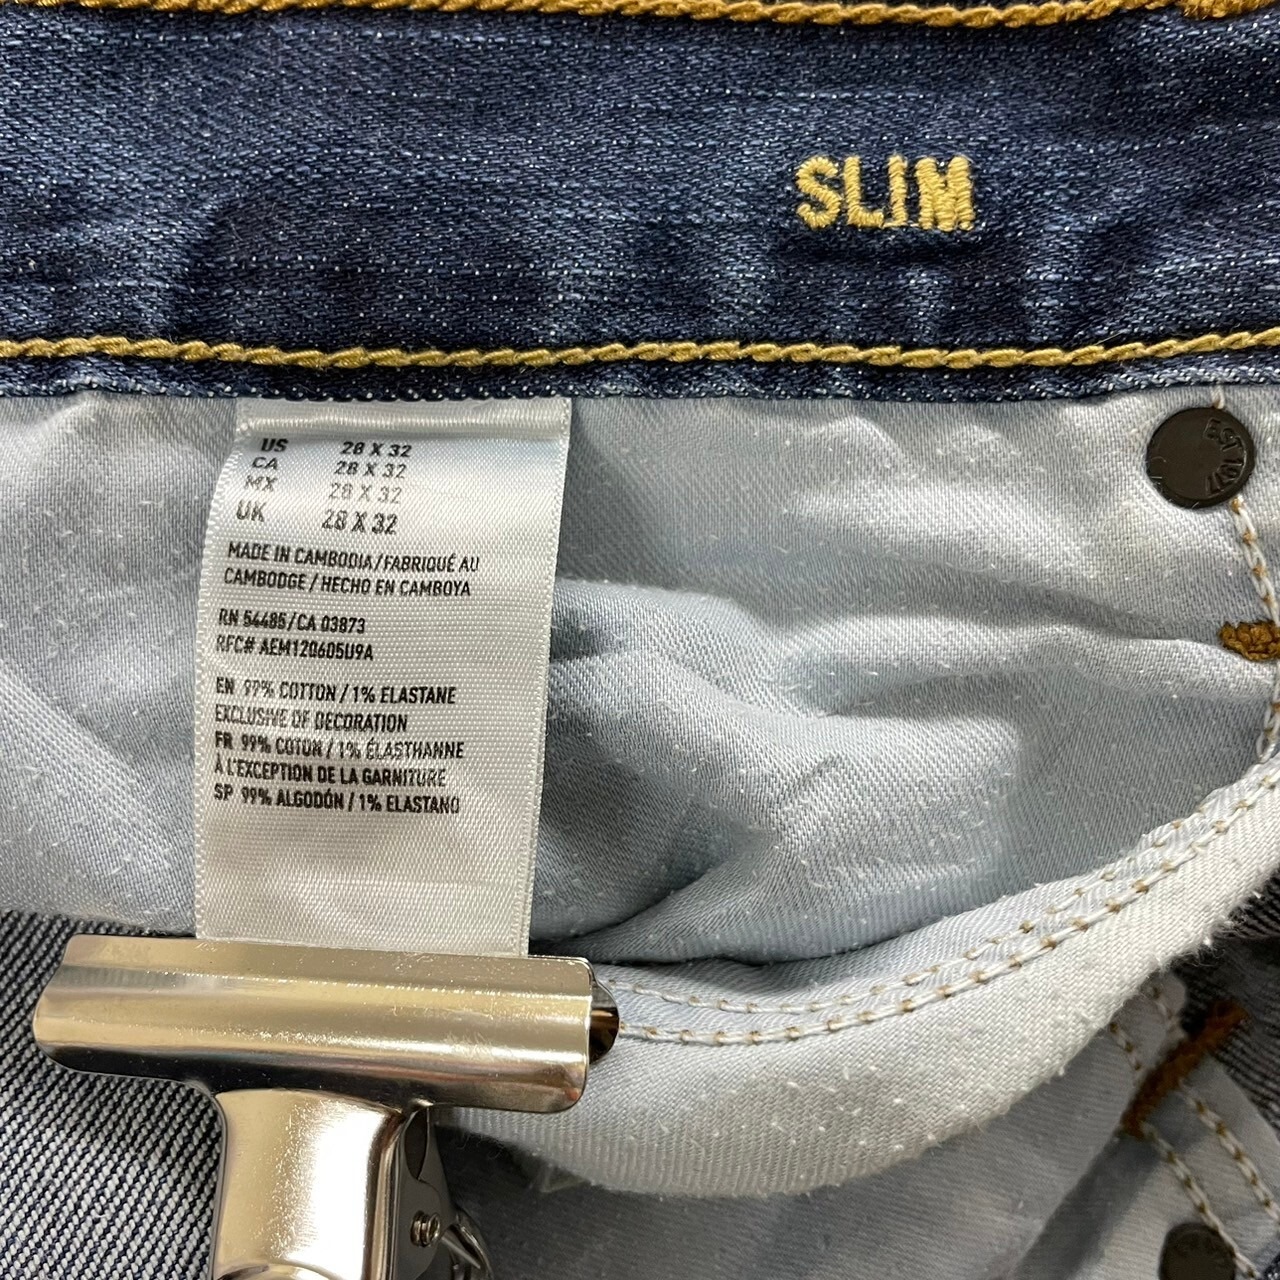 SLIM
US 28 X 32
CA 28 X 32
MX 28 X 32
UK 28 X 32
MADE IN CAMBODIA/FABRIQUÉ AU
CAMBODGE / HECHO EN CAMBOYA
RN 54485/CA 03873
RFC# AEM120605U9A
EN 99% COTTON / 1% ELASTANE
EXCLUSIVE OF DECORATION
FR 99% COTON / 1% ÉLASTHANNE
À L'EXCEPTION DE LA GARNITURE
SP 99% ALGODÓN / 1% ELASTANO
EST 1977